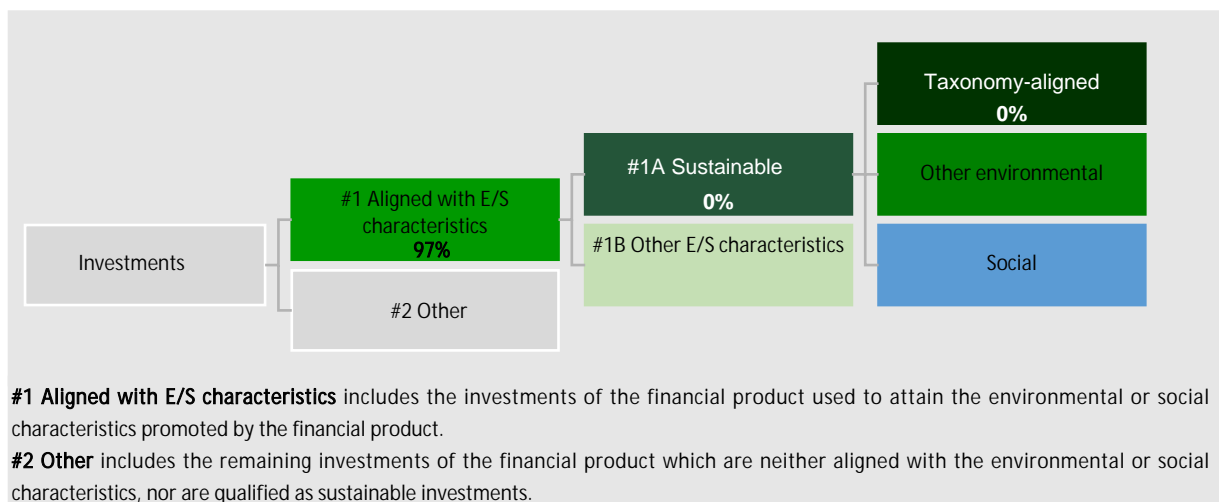 Taxonomy-aligned
0%
#1A Sustainable
0%
Other environmental
#1 Aligned with E/S
characteristics
97%
#1B Other E/S characteristics
Investments
Social
#2 Other
#1 Aligned with E/S characteristics includes the investments of the financial product used to attain the environmental or social
characteristics promoted by the financial product.
#2 Other includes the remaining investments of the financial product which are neither aligned with the environmental or social
characteristics, nor are qualified as sustainable investments.